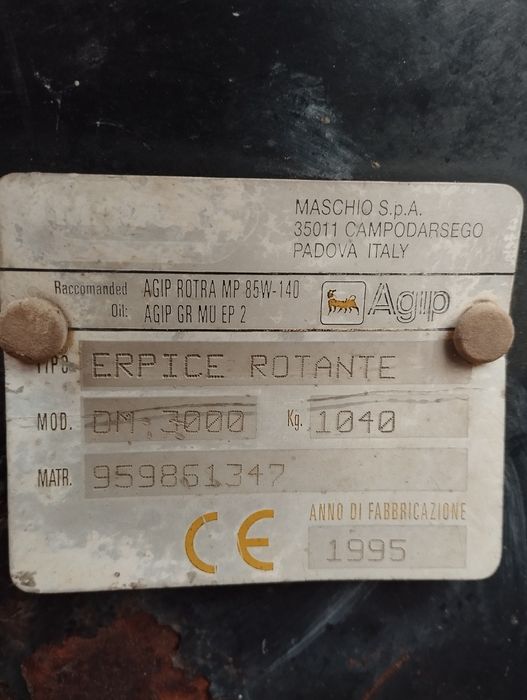 MASCHIO S.p.A.
35011 CAMPODARSEGO
PADOVA ITALY
Raccomanded Oil: AGIP ROTRA MP 85W-140
AGIP GR MU EP 2
Agip
TIPO ERPICE ROTANTE
MOD. DM 3000 Kg. 1040
MATR.959861347
CE
ANNO DI FABBRICAZIONE
1995